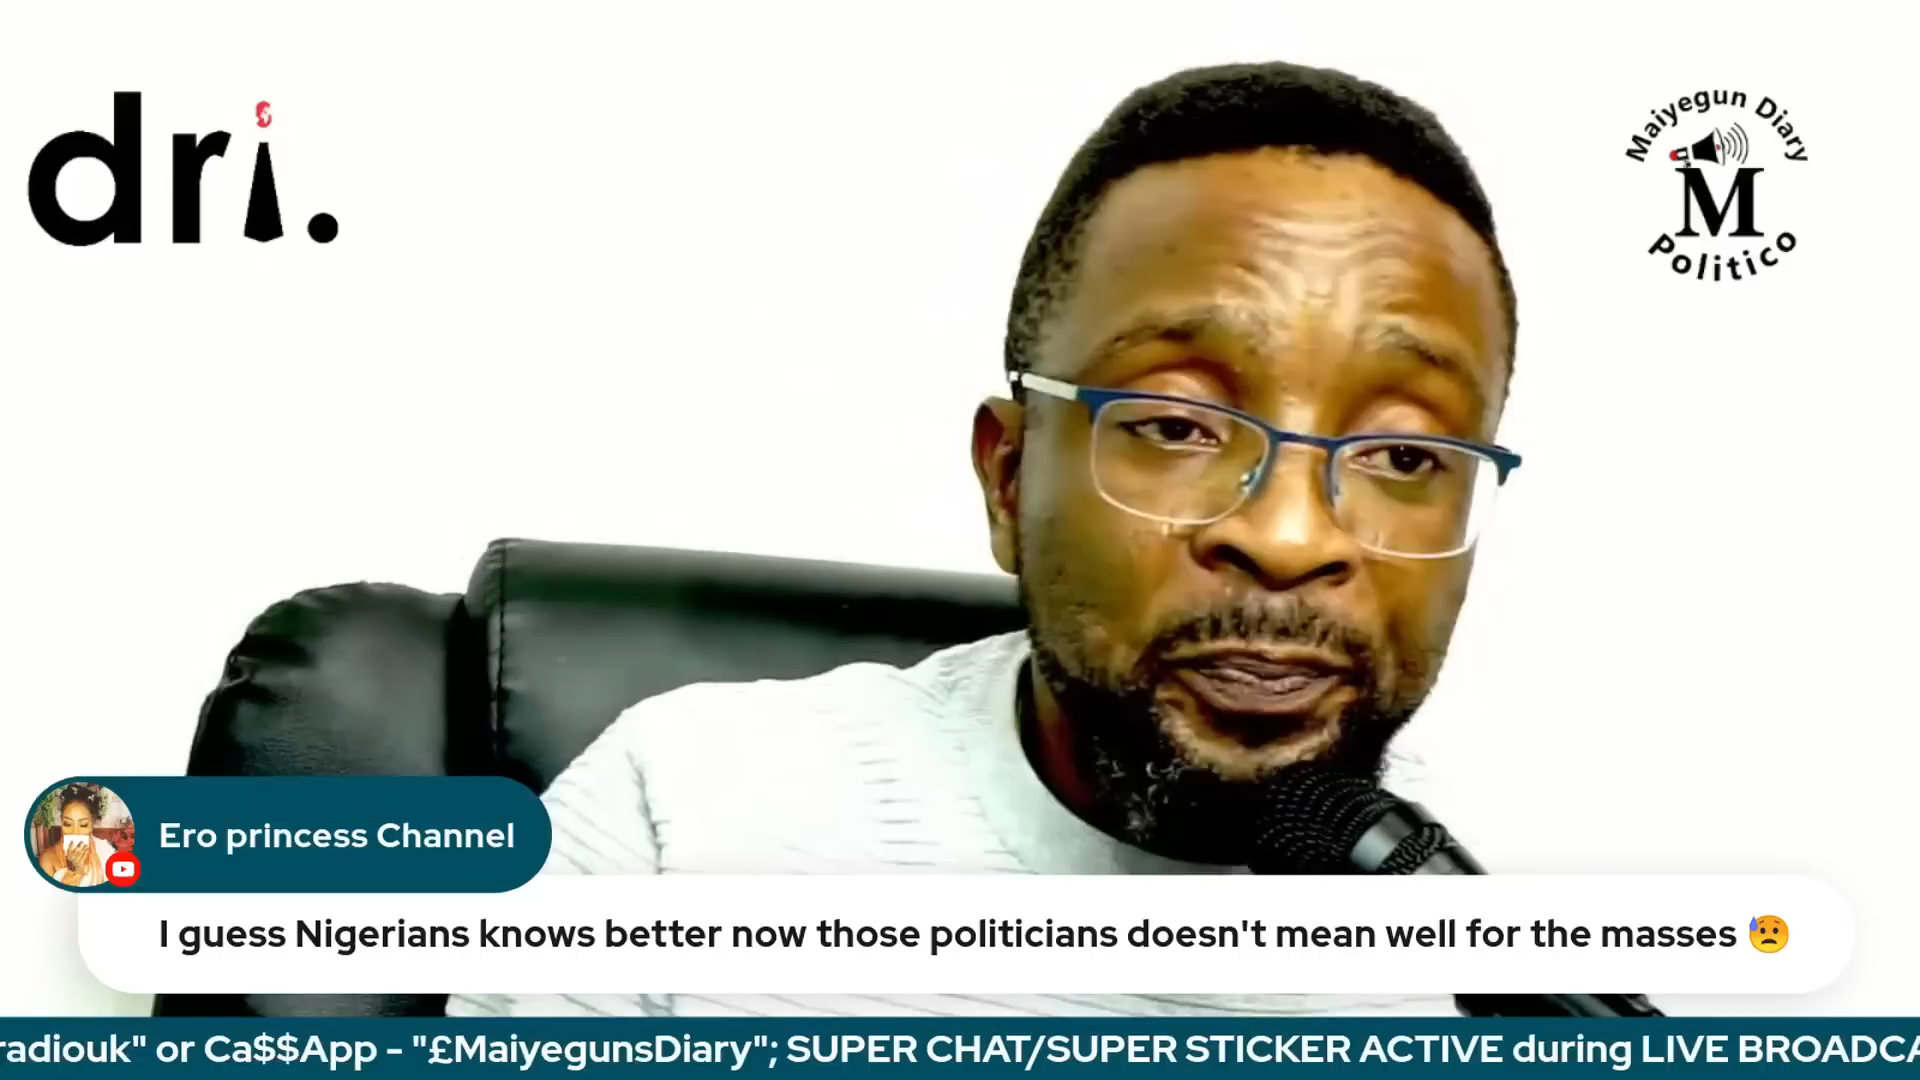 dri.
Maiyegun Diary
M
Politico
Ero princess Channel
I guess Nigerians knows better now those politicians doesn't mean well for the masses 😓
radiouk" or Ca$$App - "£MaiyegunsDiary"; SUPER CHAT/SUPER STICKER ACTIVE during LIVE BROADCA